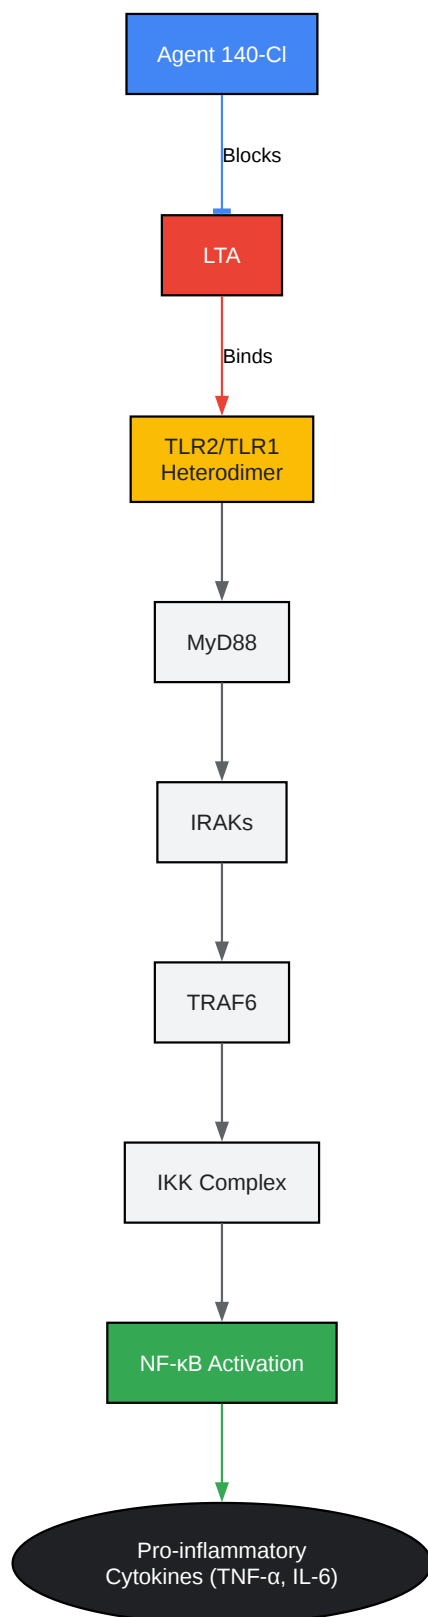 Agent 140-Cl
Blocks
LTA
Binds
TLR2/TLR1
Heterodimer
MyD88
IRAKs
TRAF6
IKK Complex
NF-κB Activation
Pro-inflammatory
Cytokines (TNF-α, IL-6)